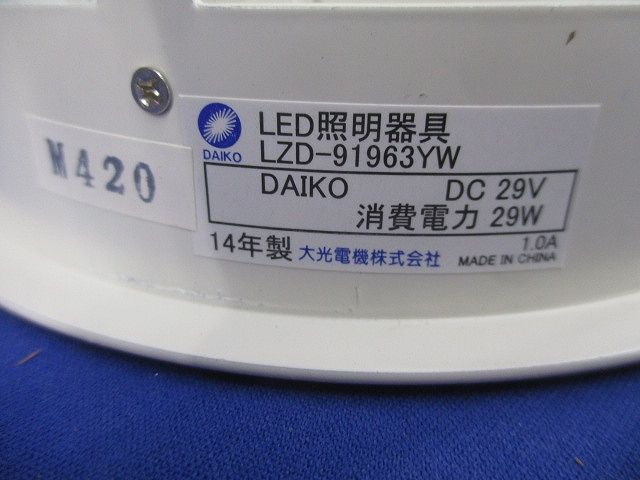 LED照明器具
DAIKO LZD-91963YW
DAIKO DC 29V
消費電力 29W
1.0A
14年製 大光電機株式会社 MADE IN CHINA
M420